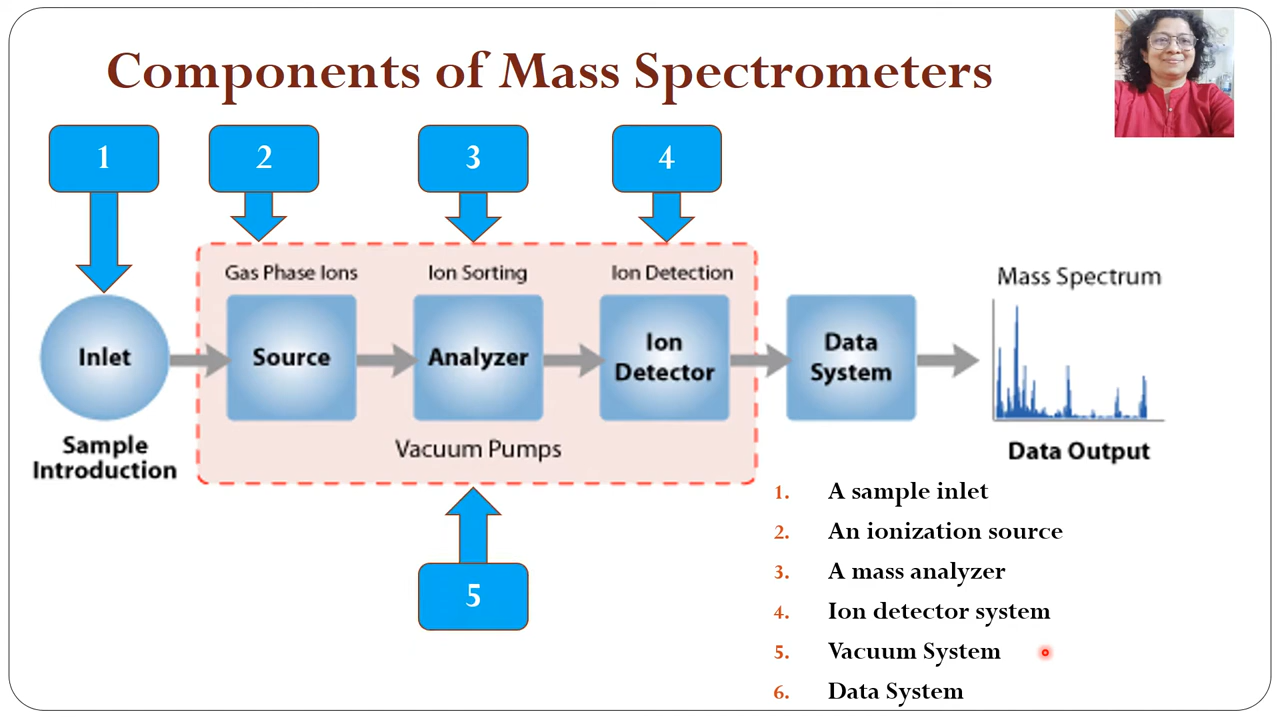 Components of Mass Spectrometers
1
2
3
4
Gas Phase Ions
Ion Sorting
Ion Detection
Mass Spectrum
Inlet
Source
Analyzer
Ion
Detector
Data
System
Sample
Introduction
Vacuum Pumps
Data Output
5
1. A sample inlet
2. An ionization source
3. A mass analyzer
4. Ion detector system
5. Vacuum System
6. Data System